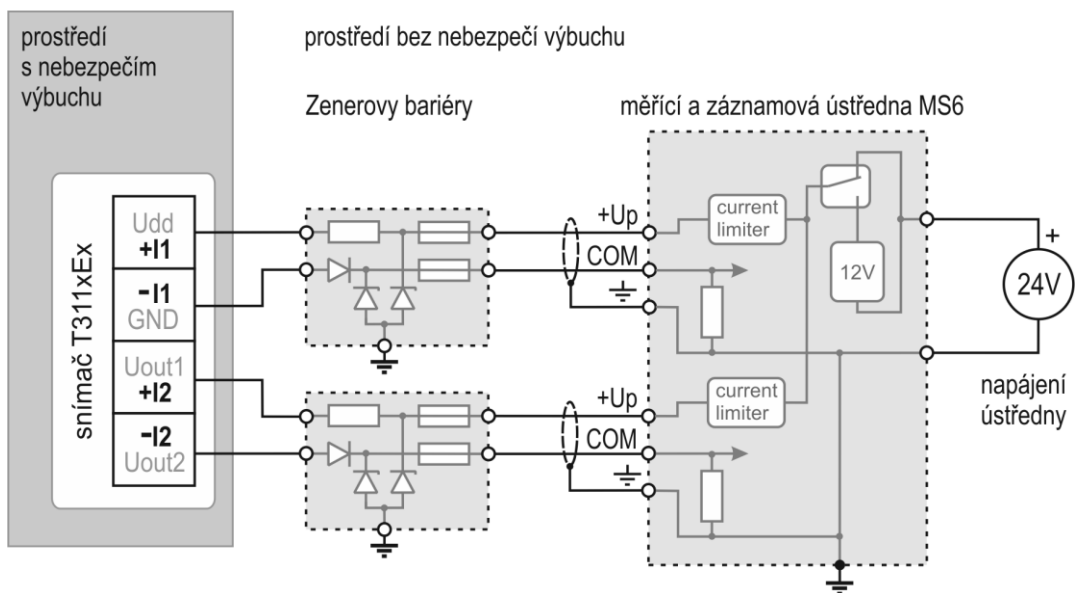 prostředí
s nebezpečím
výbuchu
prostředí bez nebezpečí výbuchu
Zenerovy bariéry
měřící a záznamová ústředna MS6
snímač T311xEx
Udd
+I1
-I1
GND
Uout1
+I2
-I2
Uout2
+Up
COM
+Up
COM
current
limiter
12V
current
limiter
+
24V
napájení
ústředny